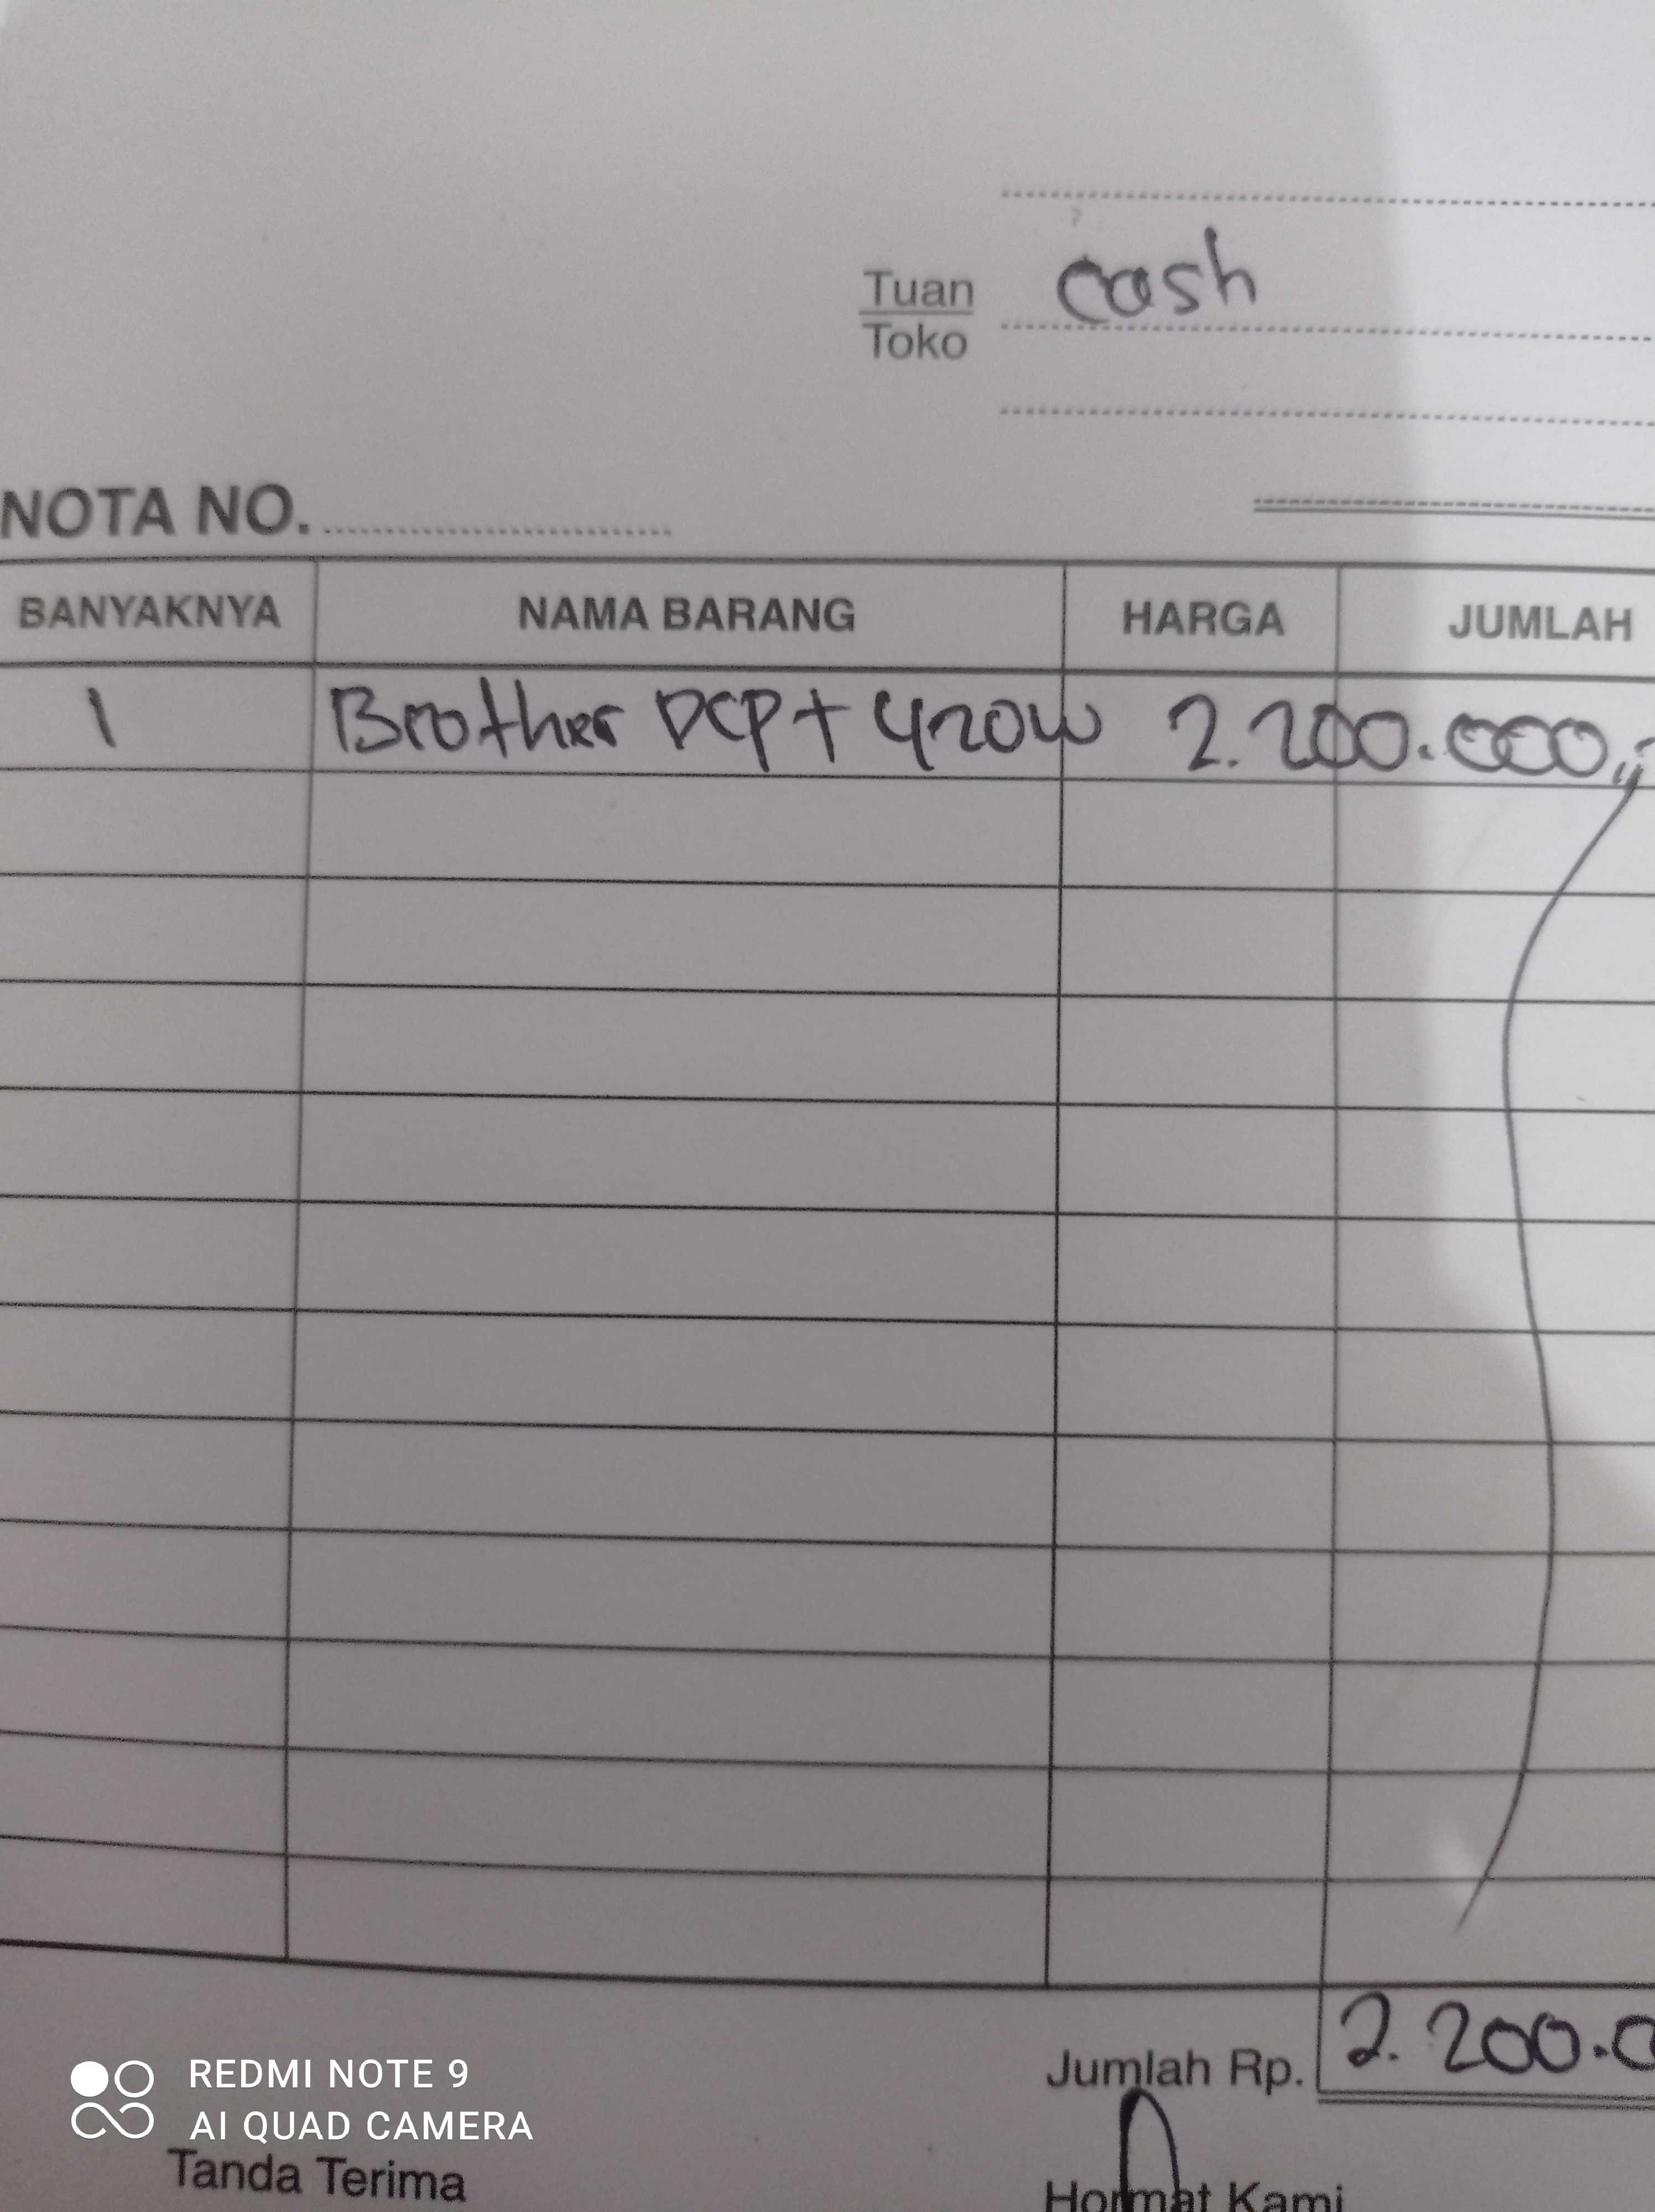 Tuan cash
Toko
NOTA NO.
BANYAKNYA NAMA BARANG HARGA JUMLAH
1 Brother DCP T 420W 2.200.000,-
Jumlah Rp. 2.200.0
REDMI NOTE 9
AI QUAD CAMERA
Tanda Terima Hormat Kami